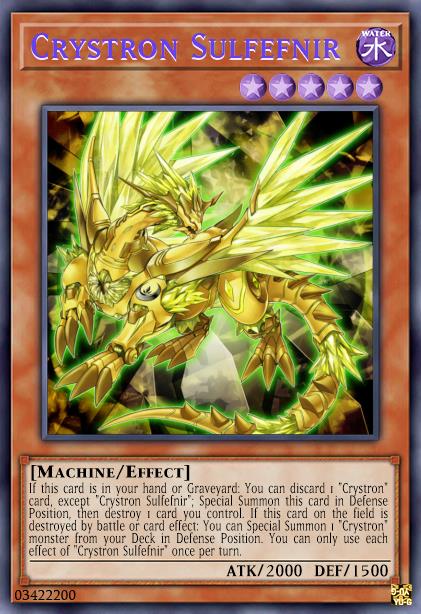 Crystron Sulfefnir
WATER
水
[Machine/Effect]
If this card is in your hand or Graveyard: You can discard 1 "Crystron"
card, except "Crystron Sulfefnir"; Special Summon this card in Defense
Position, then destroy 1 card you control. If this card on the field is
destroyed by battle or card effect: You can Special Summon 1 "Crystron"
monster from your Deck in Defense Position. You can only use each
effect of "Crystron Sulfefnir" once per turn.
ATK/2000 DEF/1500
03422200